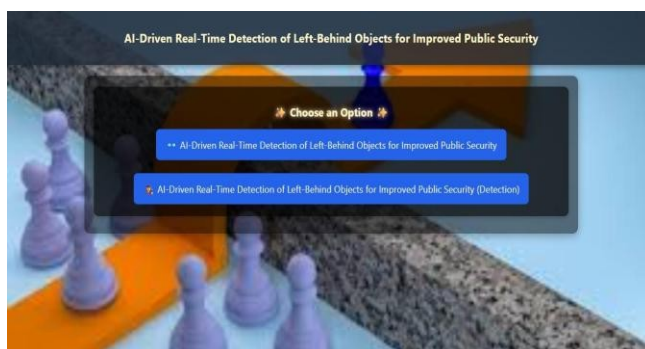 AI-Driven Real-Time Detection of Left-Behind Objects for Improved Public Security
✨ Choose an Option ✨
👀 AI-Driven Real-Time Detection of Left-Behind Objects for Improved Public Security
🕵️ AI-Driven Real-Time Detection of Left-Behind Objects for Improved Public Security (Detection)